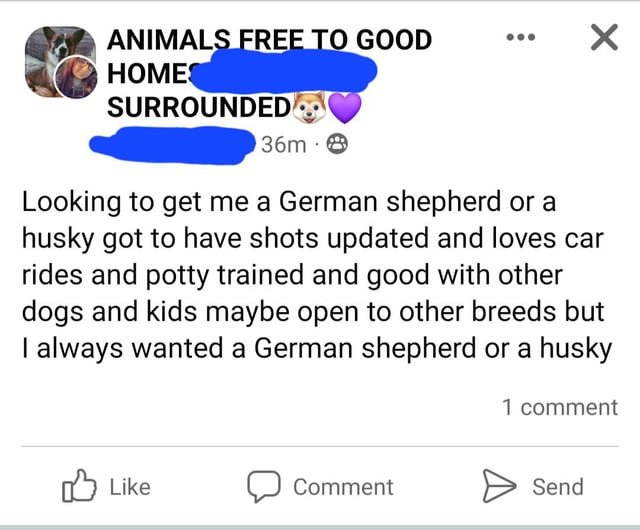 ANIMALS FREE TO GOOD
HOMES
SURROUNDED🐶💜
36m ·
Looking to get me a German shepherd or a
husky got to have shots updated and loves car
rides and potty trained and good with other
dogs and kids maybe open to other breeds but
I always wanted a German shepherd or a husky
1 comment
Like Comment Send